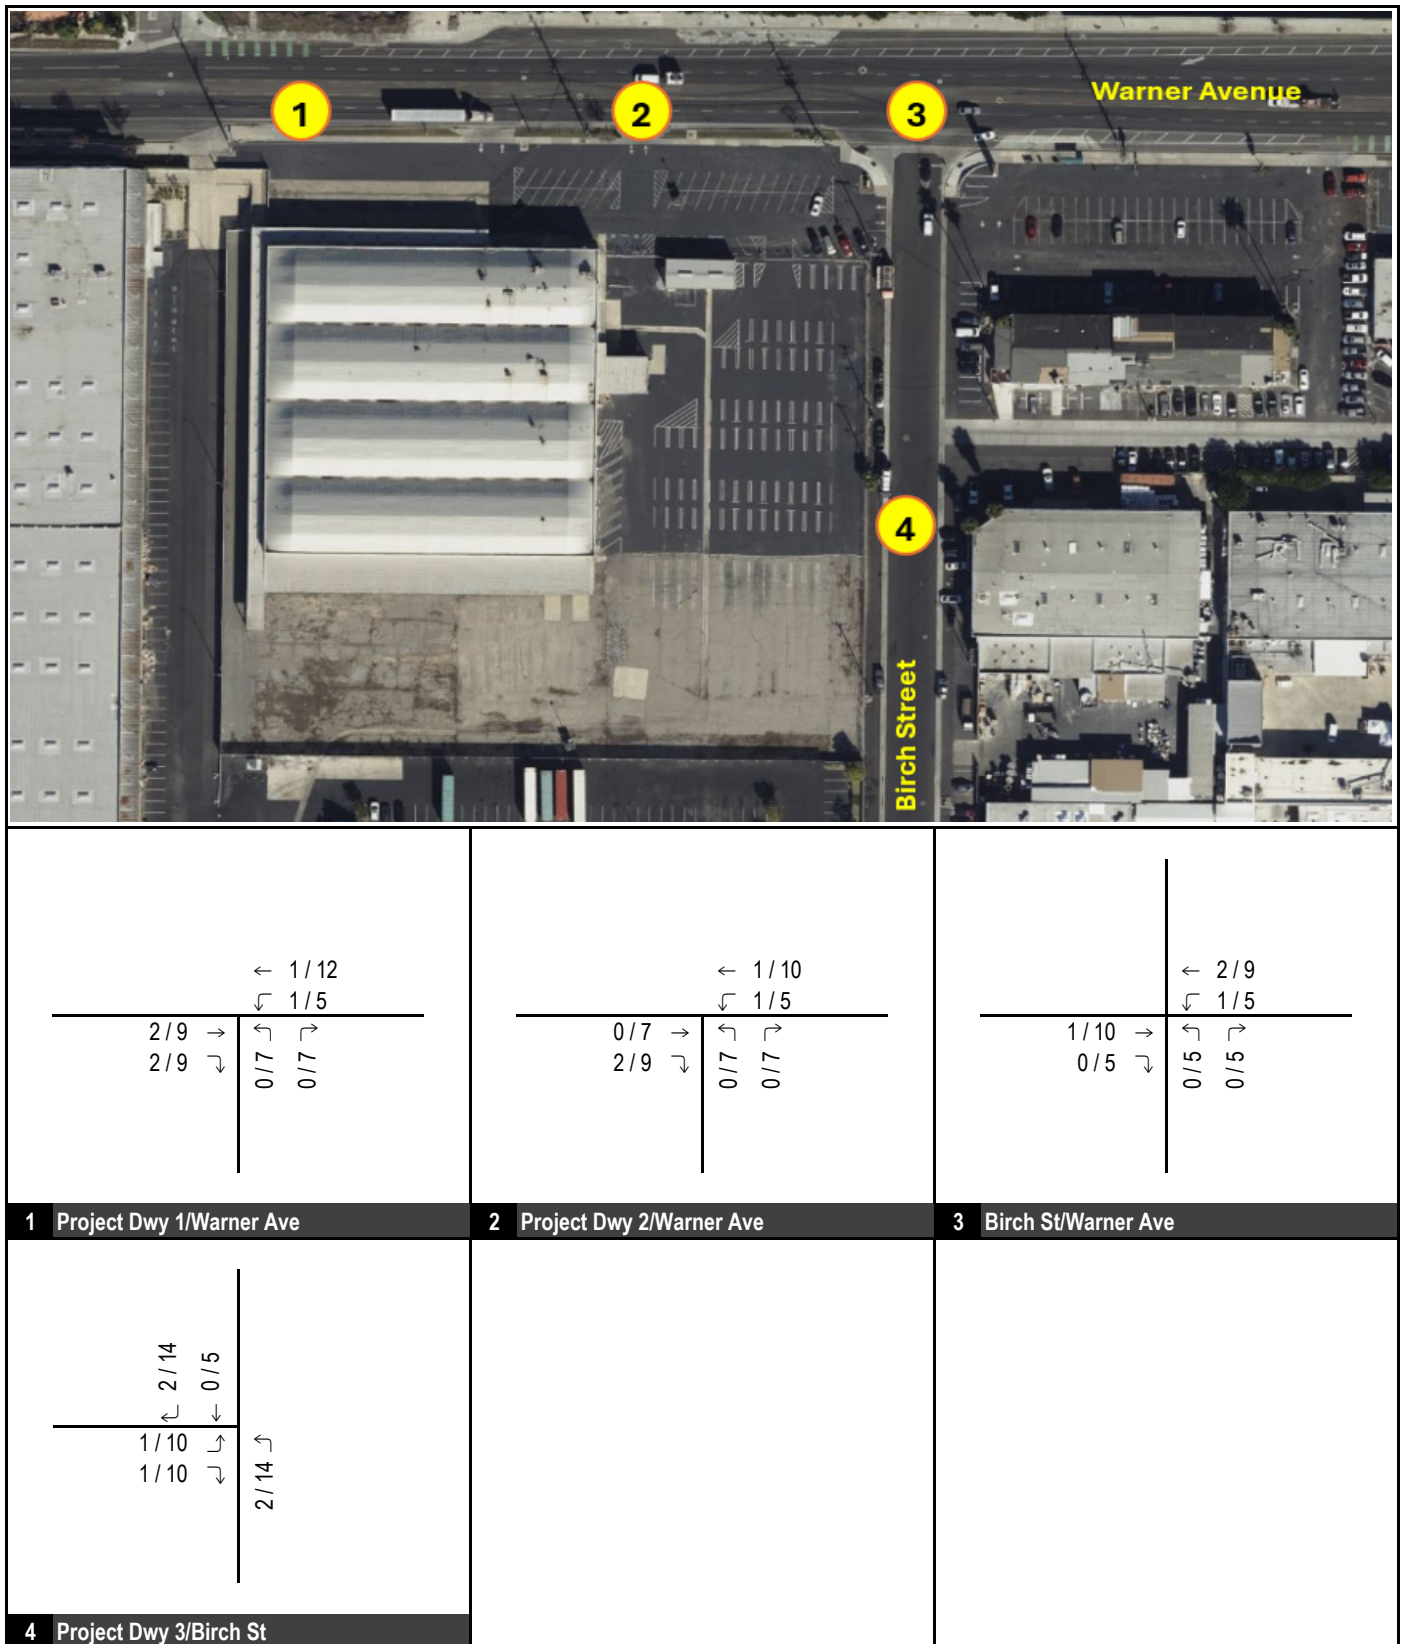 Warner Avenue
1
2
3
4
Birch Street
← 1 / 12
1 / 5
2 / 9 →
2 / 9
0 / 7
0 / 7
1 Project Dwy 1/Warner Ave
← 1 / 10
1 / 5
0 / 7 →
2 / 9
0 / 7
0 / 7
2 Project Dwy 2/Warner Ave
← 2 / 9
1 / 5
1 / 10 →
0 / 5
0 / 5
0 / 5
3 Birch St/Warner Ave
2 / 14
0 / 5
1 / 10
1 / 10
2 / 14
4 Project Dwy 3/Birch St